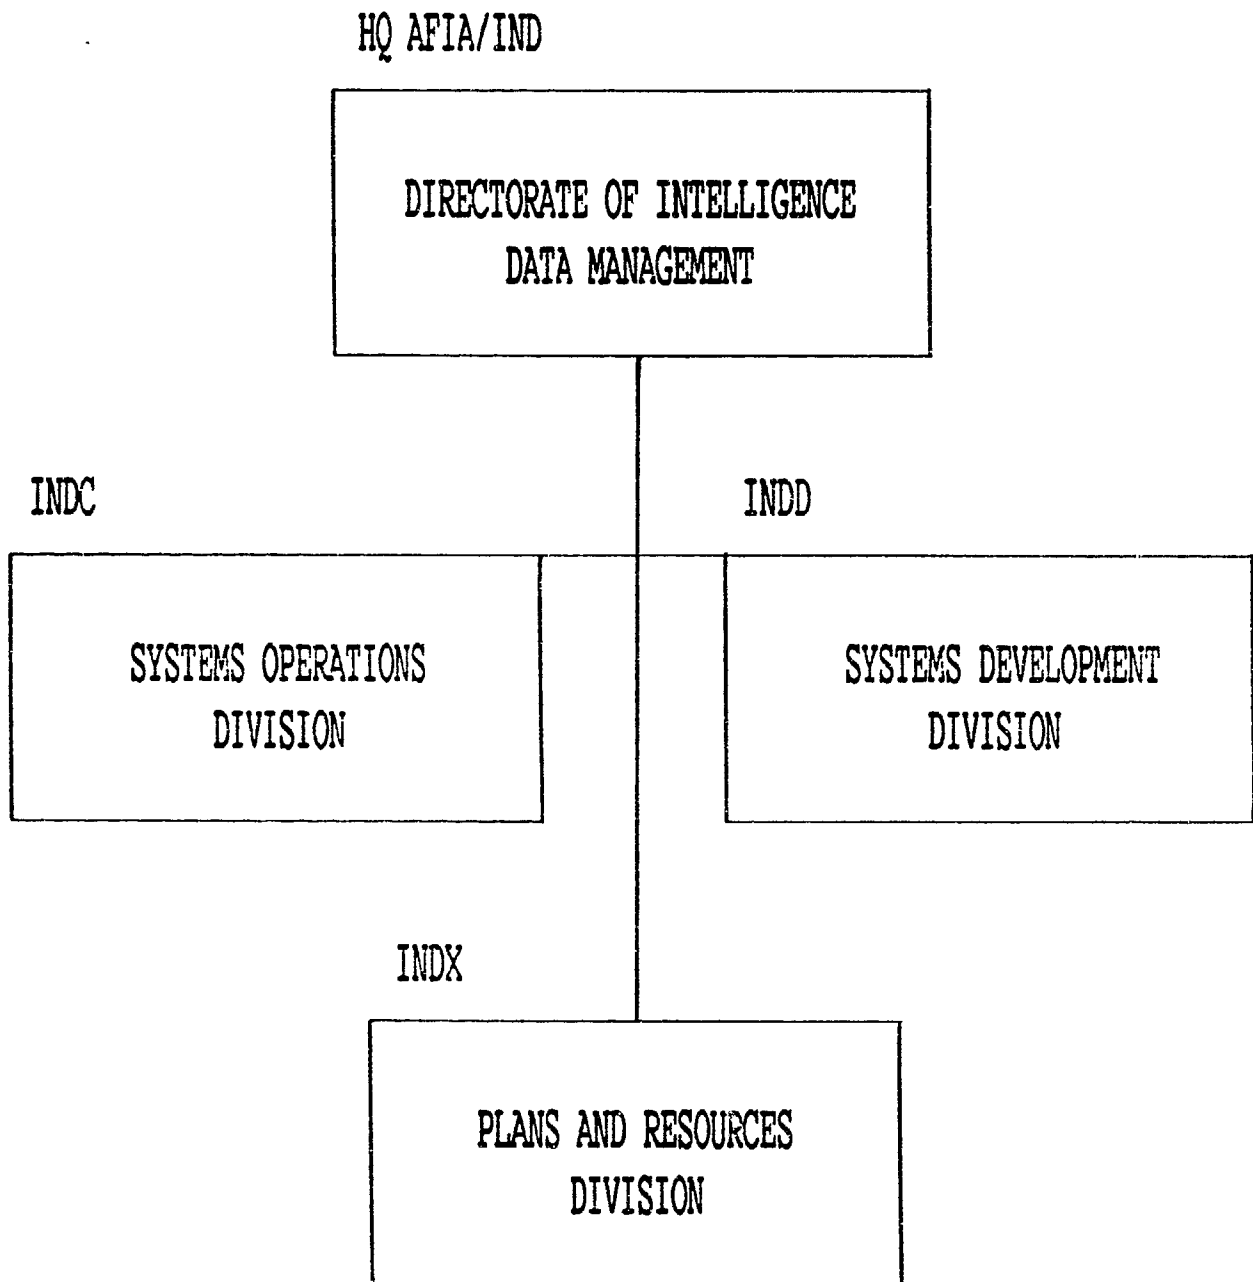 HQ AFIA/IND
DIRECTORATE OF INTELLIGENCE
DATA MANAGEMENT
INDC
INDD
SYSTEMS OPERATIONS
DIVISION
SYSTEMS DEVELOPMENT
DIVISION
INDX
PLANS AND RESOURCES
DIVISION